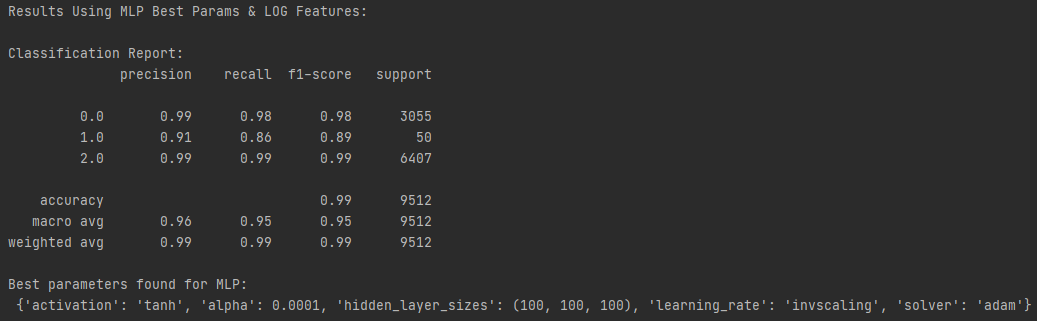 Results Using MLP Best Params & LOG Features:
Classification Report:
precision recall f1-score support
0.0 0.99 0.98 0.98 3055
1.0 0.91 0.86 0.89 50
2.0 0.99 0.99 0.99 6407
accuracy 0.99 9512
macro avg 0.96 0.95 0.95 9512
weighted avg 0.99 0.99 0.99 9512
Best parameters found for MLP:
{'activation': 'tanh', 'alpha': 0.0001, 'hidden_layer_sizes': (100, 100, 100), 'learning_rate': 'invscaling', 'solver': 'adam'}